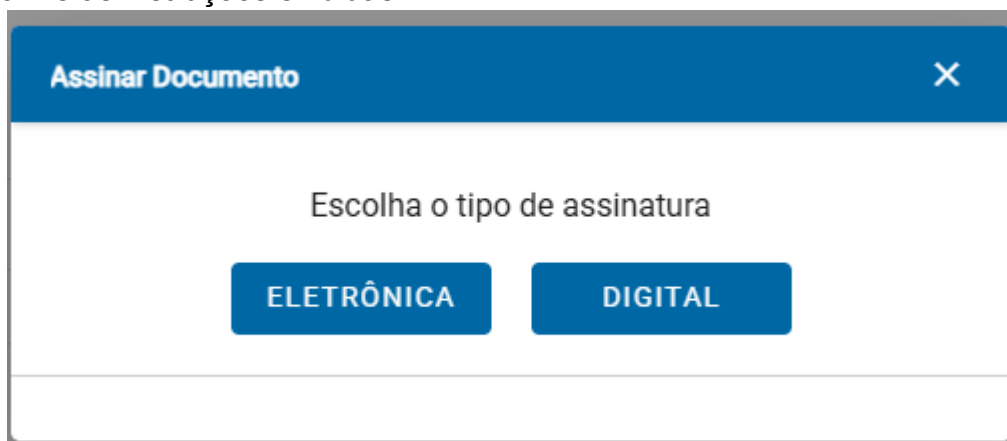 Assinar Documento
Escolha o tipo de assinatura
ELETRÔNICA DIGITAL